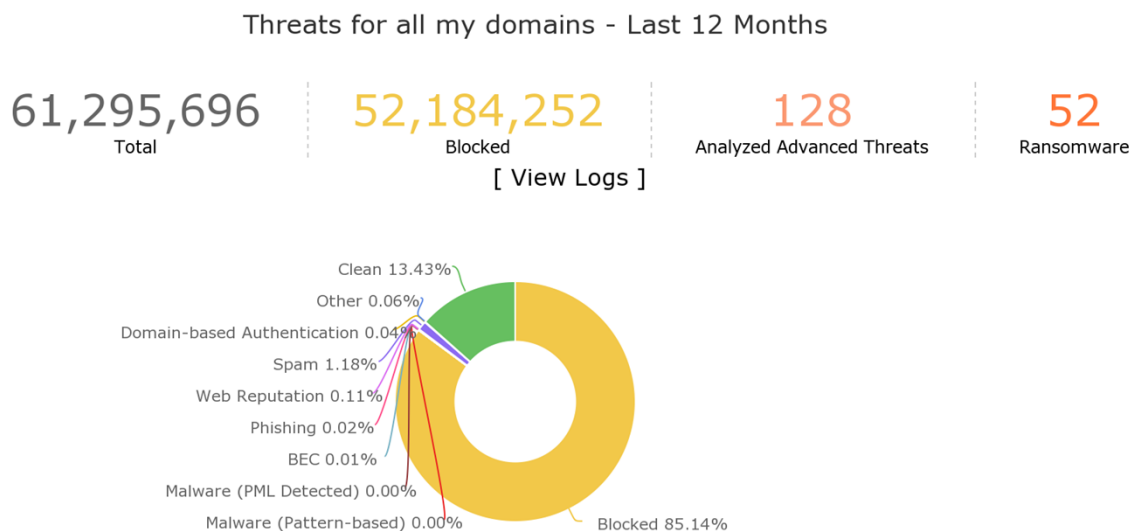 Threats for all my domains - Last 12 Months
61,295,696
Total
52,184,252
Blocked
128
Analyzed Advanced Threats
52
Ransomware
[ View Logs ]
Clean 13.43%
Other 0.06%
Domain-based Authentication 0.04%
Spam 1.18%
Web Reputation 0.11%
Phishing 0.02%
BEC 0.01%
Malware (PML Detected) 0.00%
Malware (Pattern-based) 0.00%
Blocked 85.14%